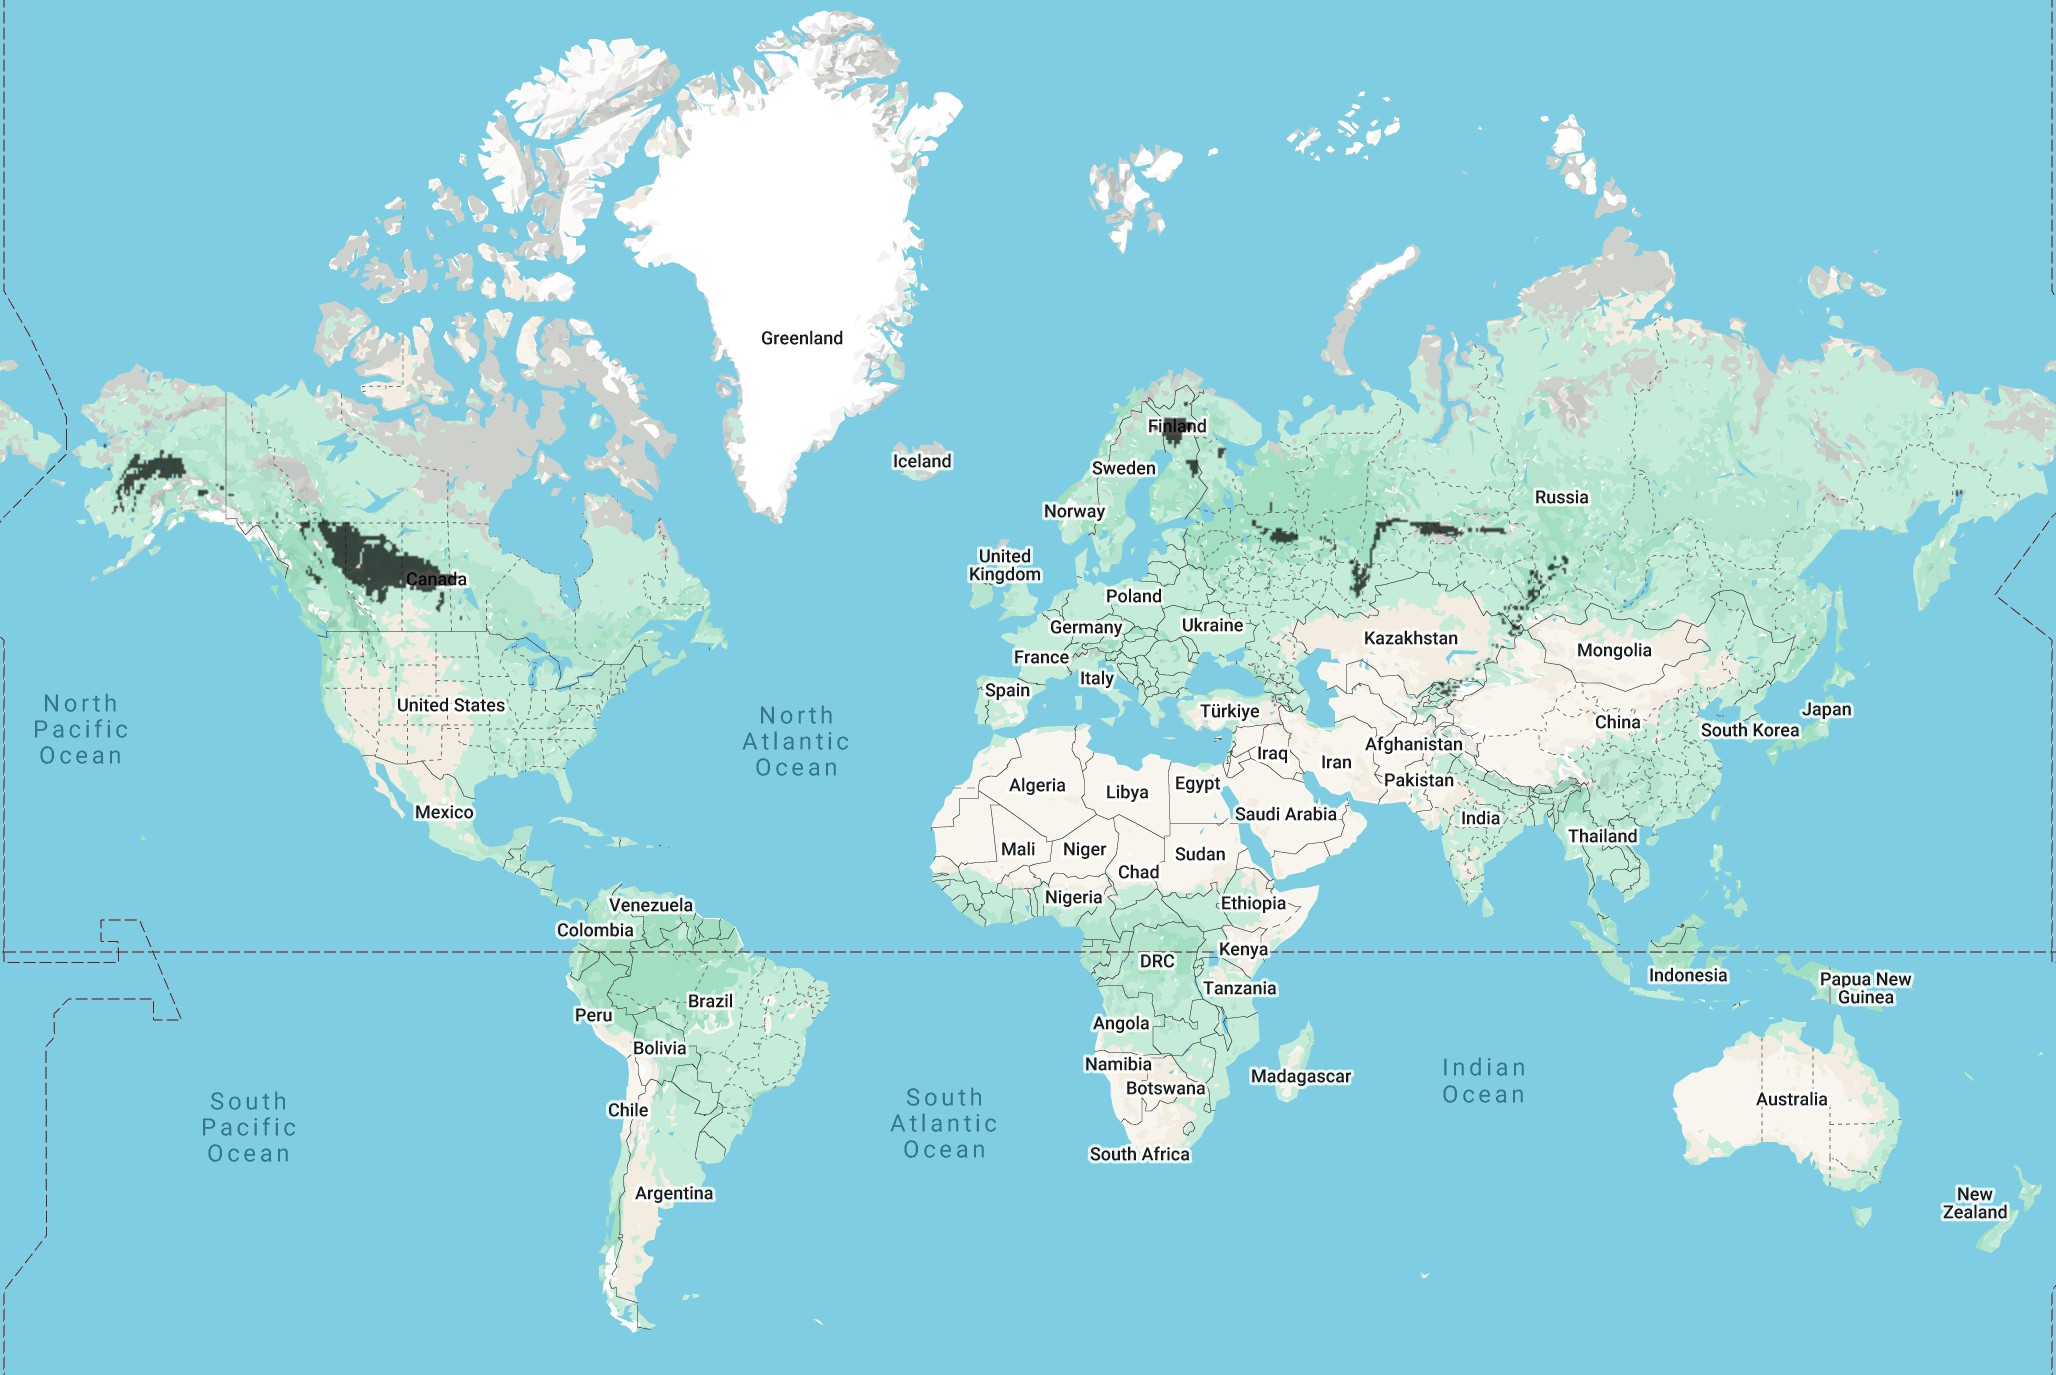 Greenland
Iceland
Finland
Sweden
Norway
Russia
United
Kingdom
Canada
Poland
Germany
Ukraine
France
Kazakhstan
Mongolia
Italy
Spain
United States
Türkiye
China
Japan
South Korea
North
Pacific
Ocean
North
Atlantic
Ocean
Afghanistan
Iraq
Iran
Pakistan
Algeria
Libya
Egypt
Mexico
Saudi Arabia
India
Thailand
Mali
Niger
Sudan
Chad
Nigeria
Ethiopia
Venezuela
Colombia
Kenya
DRC
Indonesia
Papua New
Guinea
Tanzania
Brazil
Peru
Angola
Bolivia
Namibia
Botswana
Madagascar
Indian
Ocean
Australia
Chile
South
Pacific
Ocean
South
Atlantic
Ocean
South Africa
Argentina
New
Zealand